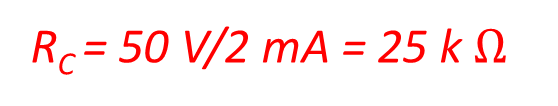 R_C = 50 V/2 mA = 25 k Ω